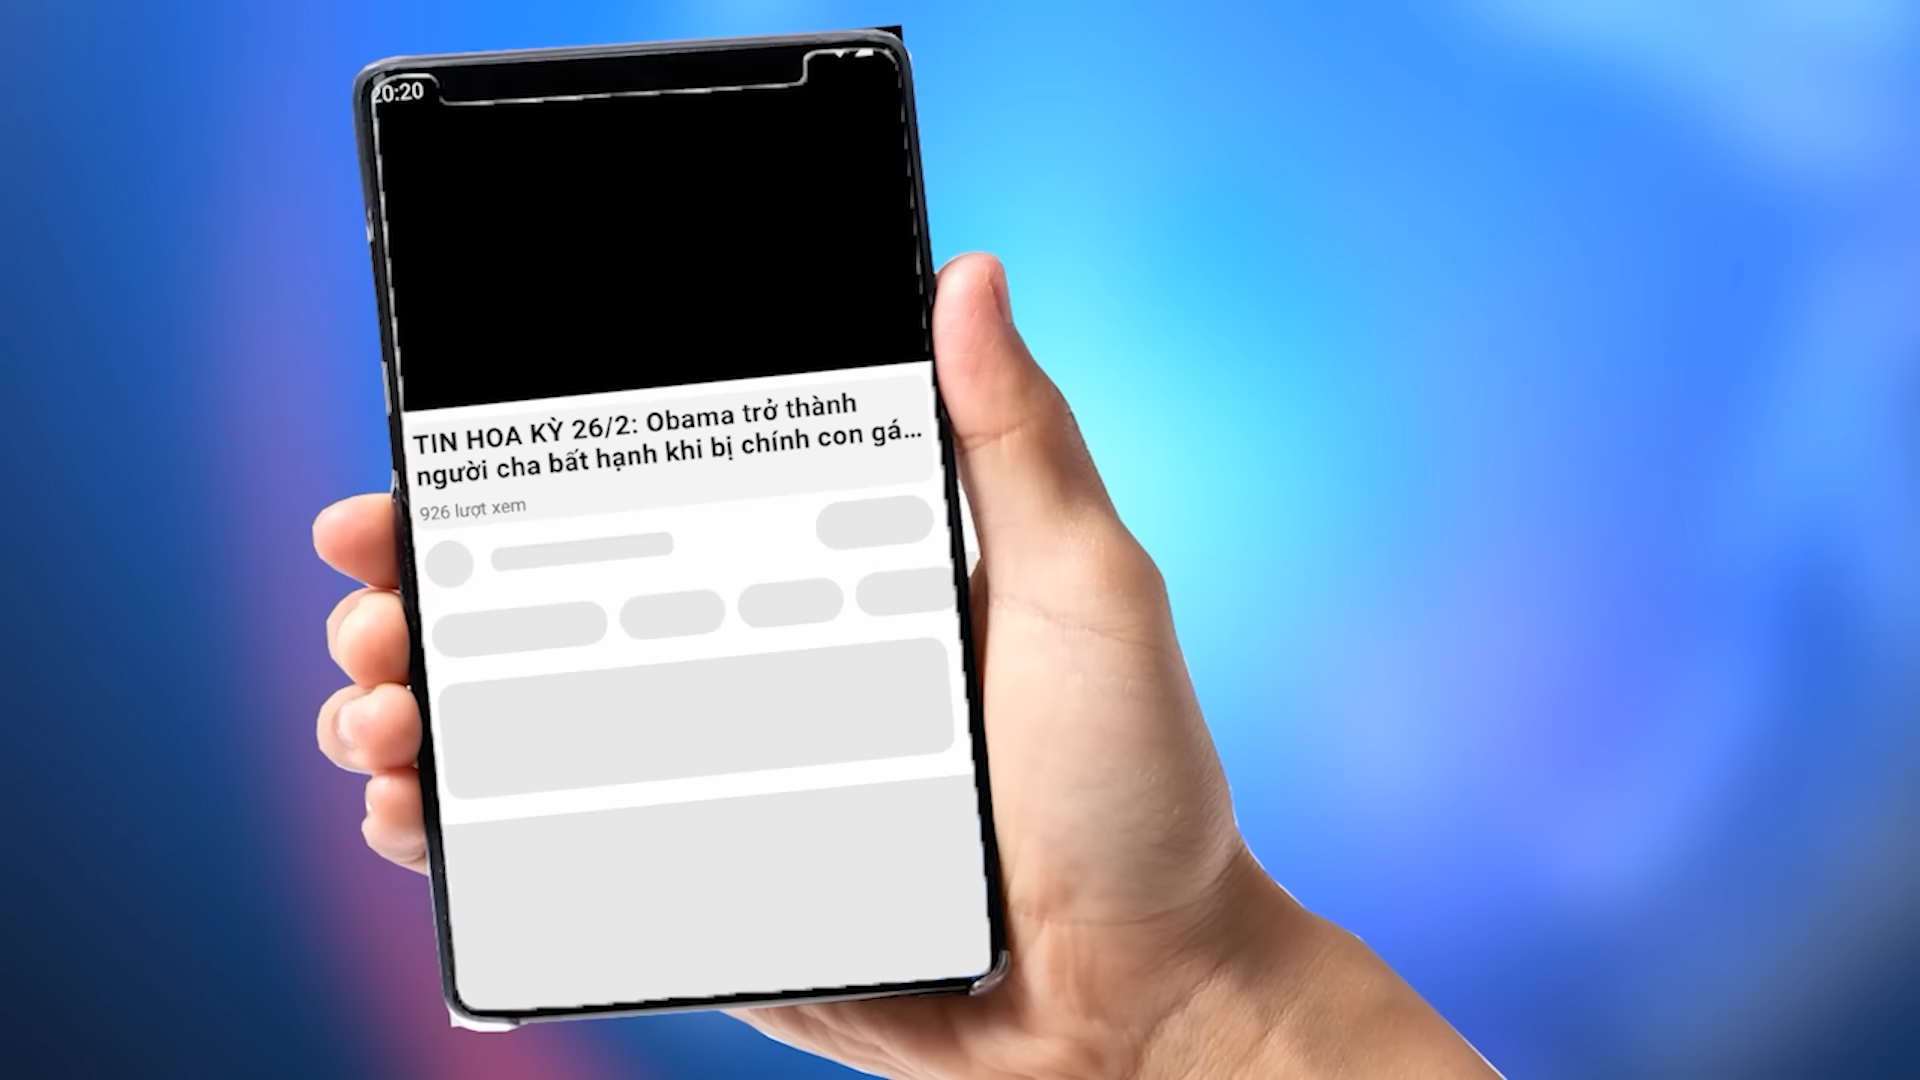 20:20
TIN HOA KỲ 26/2: Obama trở thành
người cha bất hạnh khi bị chính con gá...
926 lượt xem